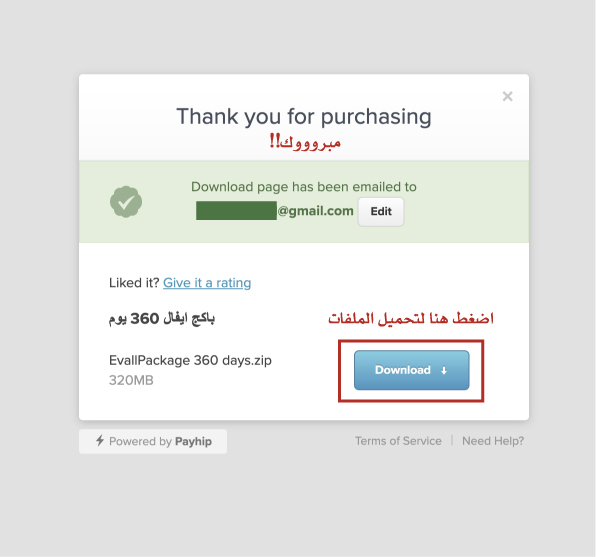 ×
Thank you for purchasing
مبروووك!!
Download page has been emailed to
@gmail.com Edit
Liked it? Give it a rating
باكج ايفال 360 يوم
اضغط هنا لتحميل الملفات
EvallPackage 360 days.zip
320MB
Download ↓
Powered by Payhip
Terms of Service | Need Help?